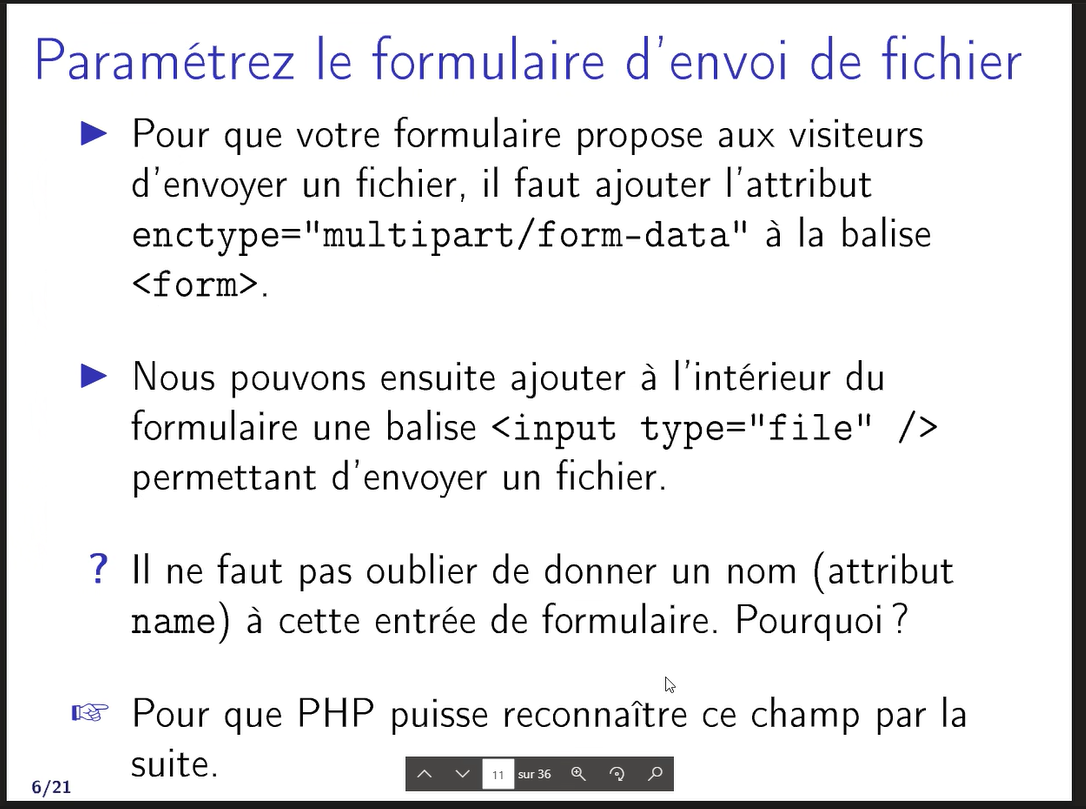 Paramétrez le formulaire d'envoi de fichier
Pour que votre formulaire propose aux visiteurs
d'envoyer un fichier, il faut ajouter l'attribut
enctype="multipart/form-data" à la balise
<form>.
Nous pouvons ensuite ajouter à l'intérieur du
formulaire une balise <input type="file" />
permettant d'envoyer un fichier.
? Il ne faut pas oublier de donner un nom (attribut
name) à cette entrée de formulaire. Pourquoi ?
Pour que PHP puisse reconnaître ce champ par la
suite.
6/21
11 sur 36